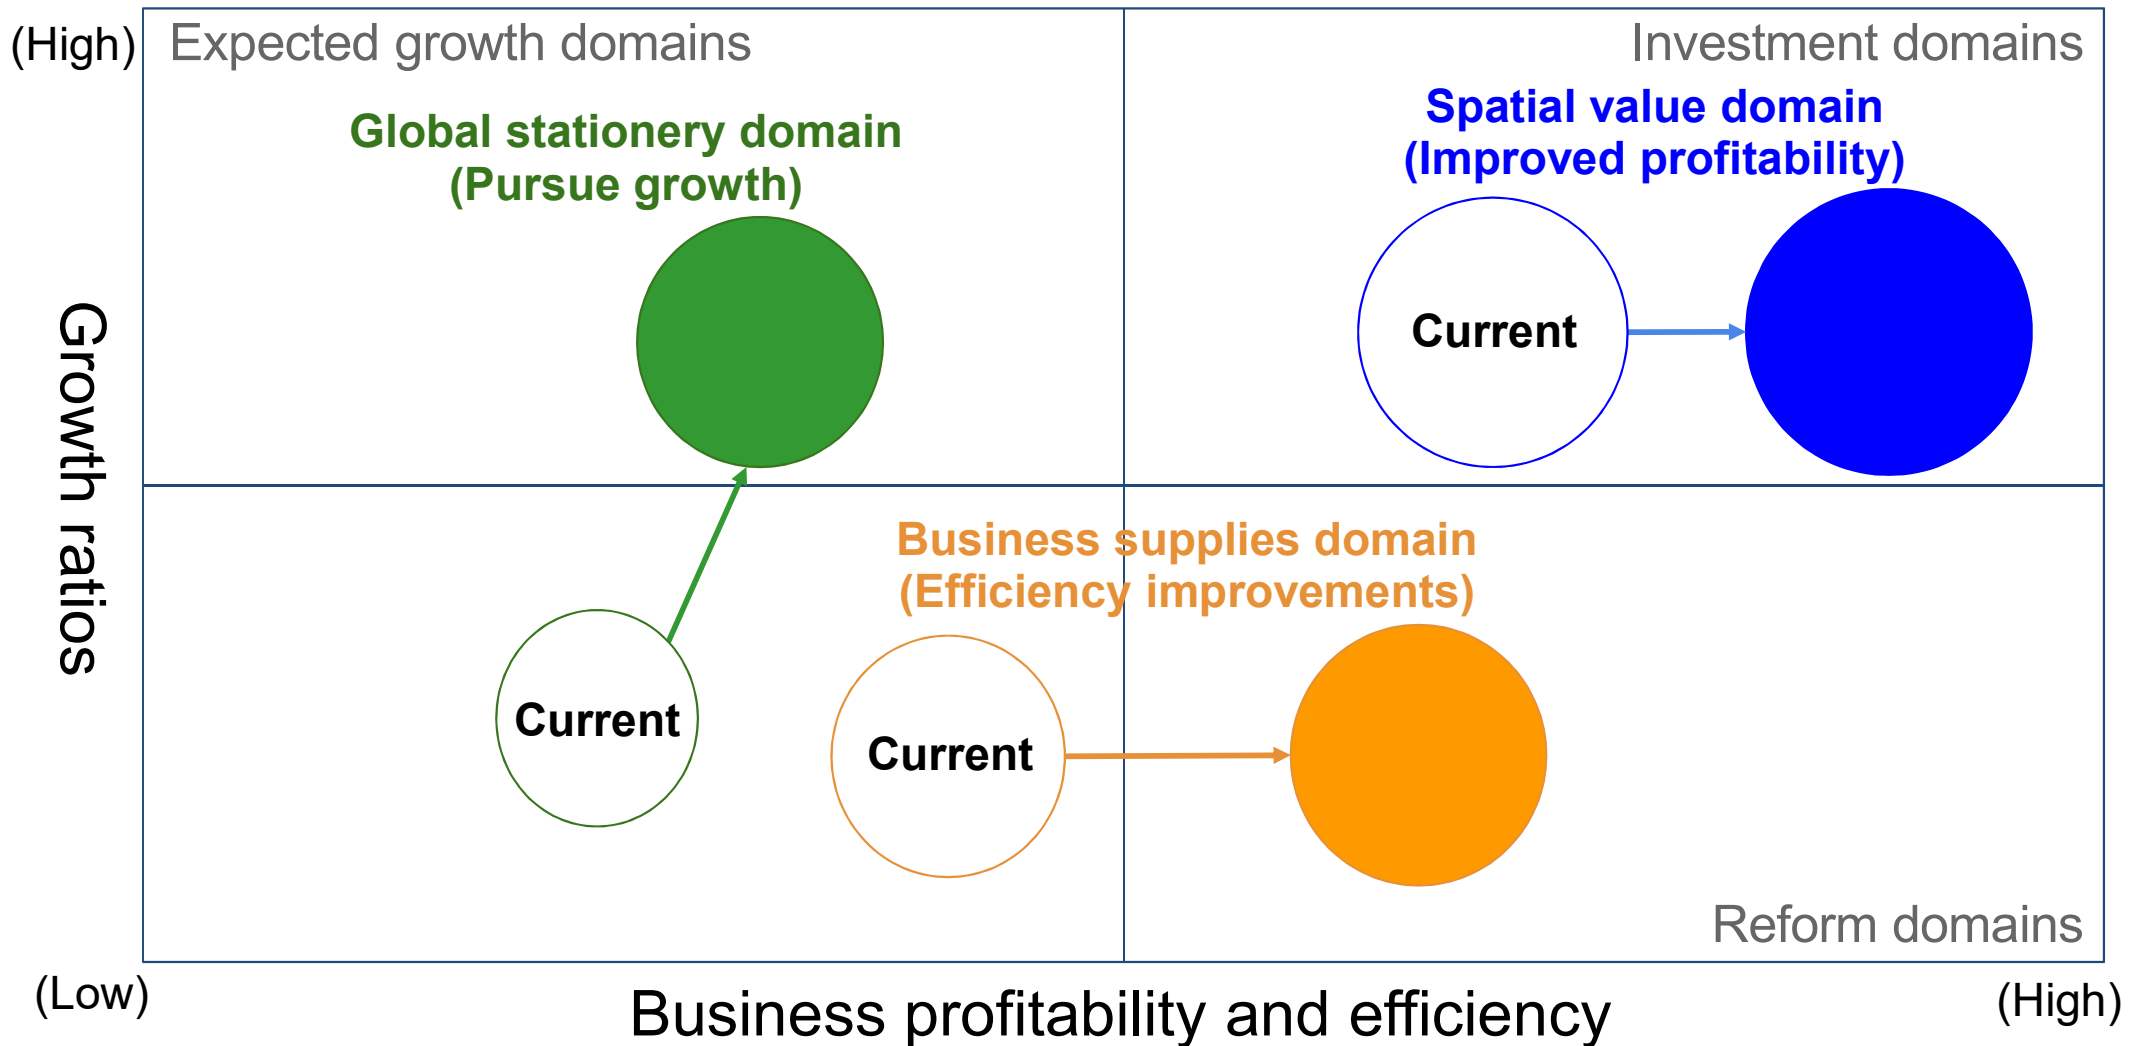 (High)
Expected growth domains
Investment domains
Global stationery domain
(Pursue growth)
Spatial value domain
(Improved profitability)
Current
Growth ratios
Business supplies domain
(Efficiency improvements)
Current
Current
Reform domains
(Low)
Business profitability and efficiency
(High)